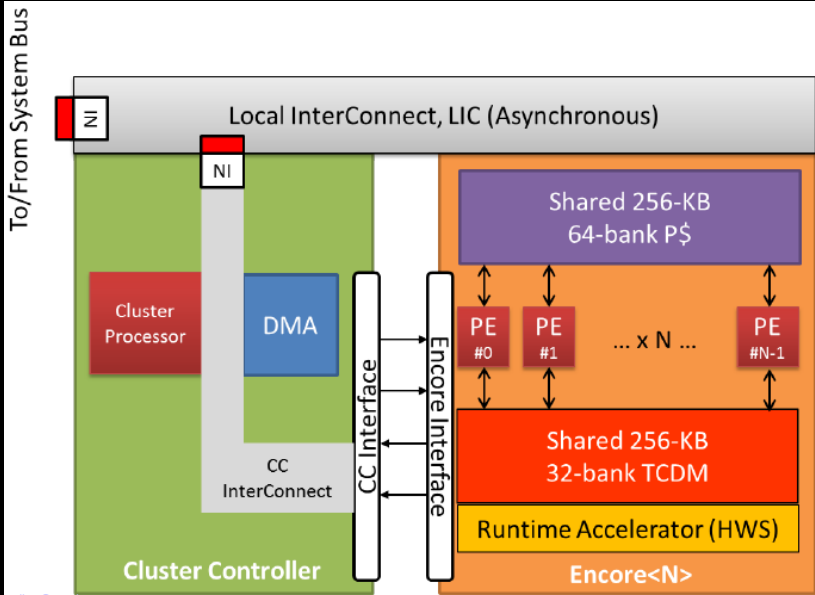 To/From System Bus
Local InterConnect, LIC (Asynchronous)
NI
NI
Shared 256-KB
64-bank P$
Cluster
Processor
DMA
CC Interface
Encore Interface
PE
#0
PE
#1
... x N ...
PE
#N-1
CC
InterConnect
Shared 256-KB
32-bank TCDM
Runtime Accelerator (HWS)
Cluster Controller
Encore<N>